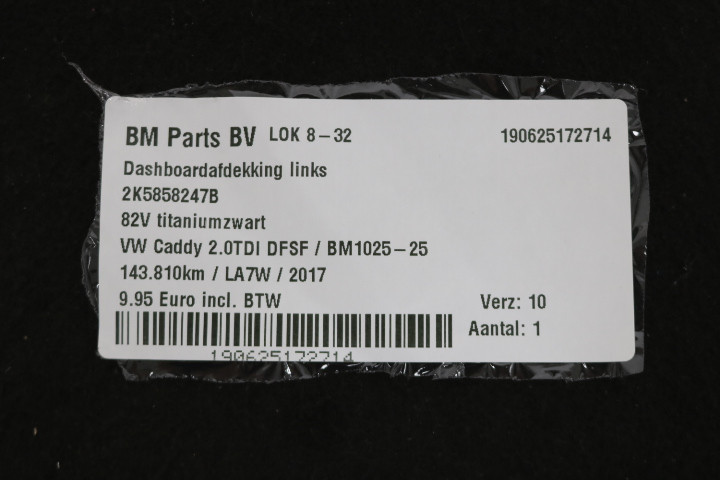 BM Parts BV LOK 8-32 190625172714
Dashboardafdekking links
2K5858247B
82V titaniumzwart
VW Caddy 2.0TDI DFSF / BM1025-25
143.810km / LA7W / 2017
9.95 Euro incl. BTW Verz: 10
Aantal: 1
190625172714